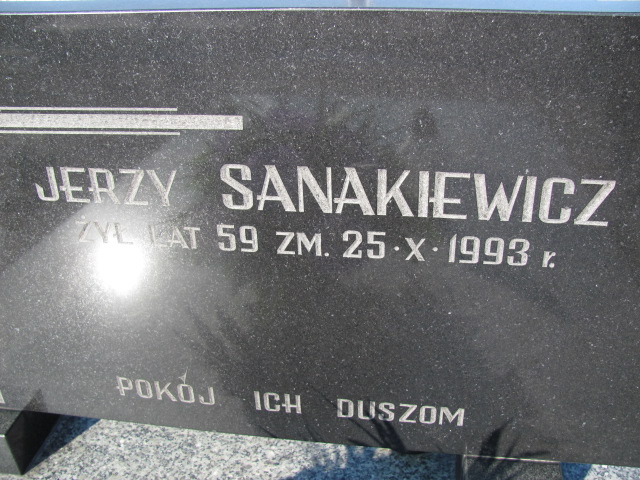 JERZY SANAKIEWICZ
ŻYŁ LAT 59 ZM. 25·X·1993 r.
POKÓJ ICH DUSZOM